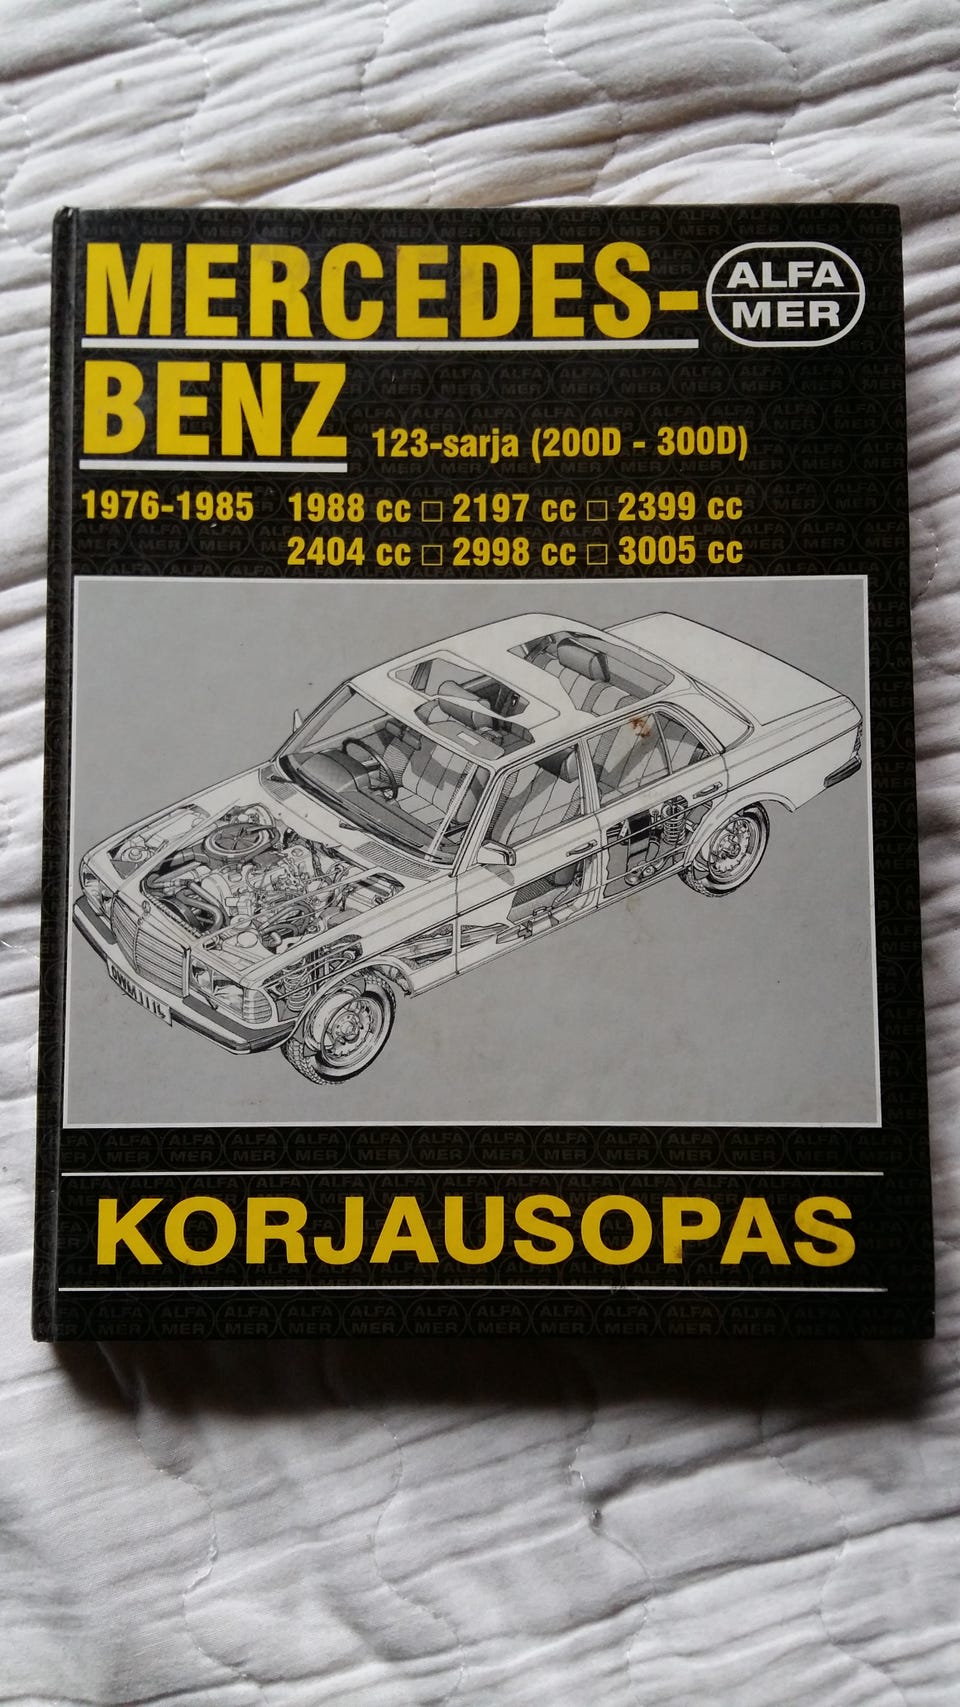 MERCEDES-
BENZ
ALFA
MER
123-sarja (200D - 300D)
1976-1985 1988 cc □ 2197 cc □ 2399 cc
2404 cc □ 2998 cc □ 3005 cc
KORJAUSOPAS